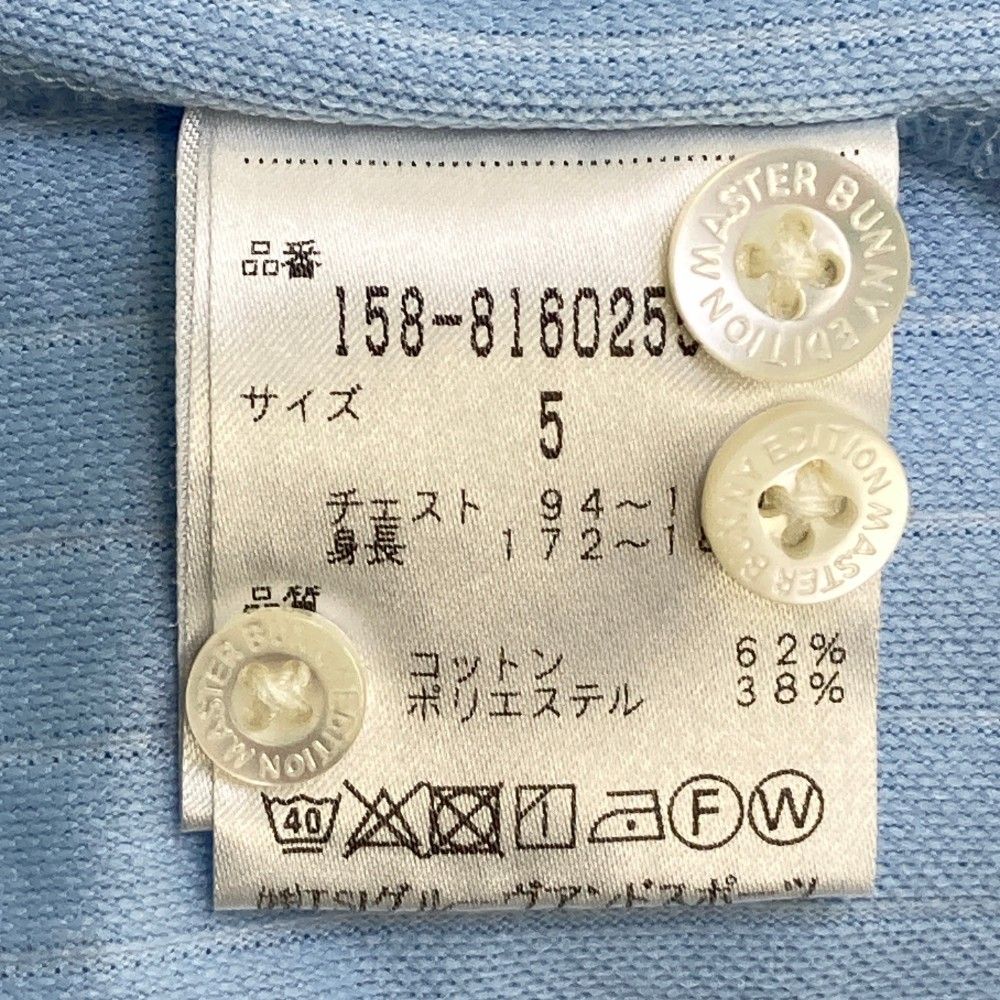 品番
158-816025
サイズ 5
チェスト 94~1
身長 172~1
品質
コットン 62%
ポリエステル 38%
40 F W
MASTER BUNNY EDITION
MASTER BUNNY EDITION
MASTER B EDITION